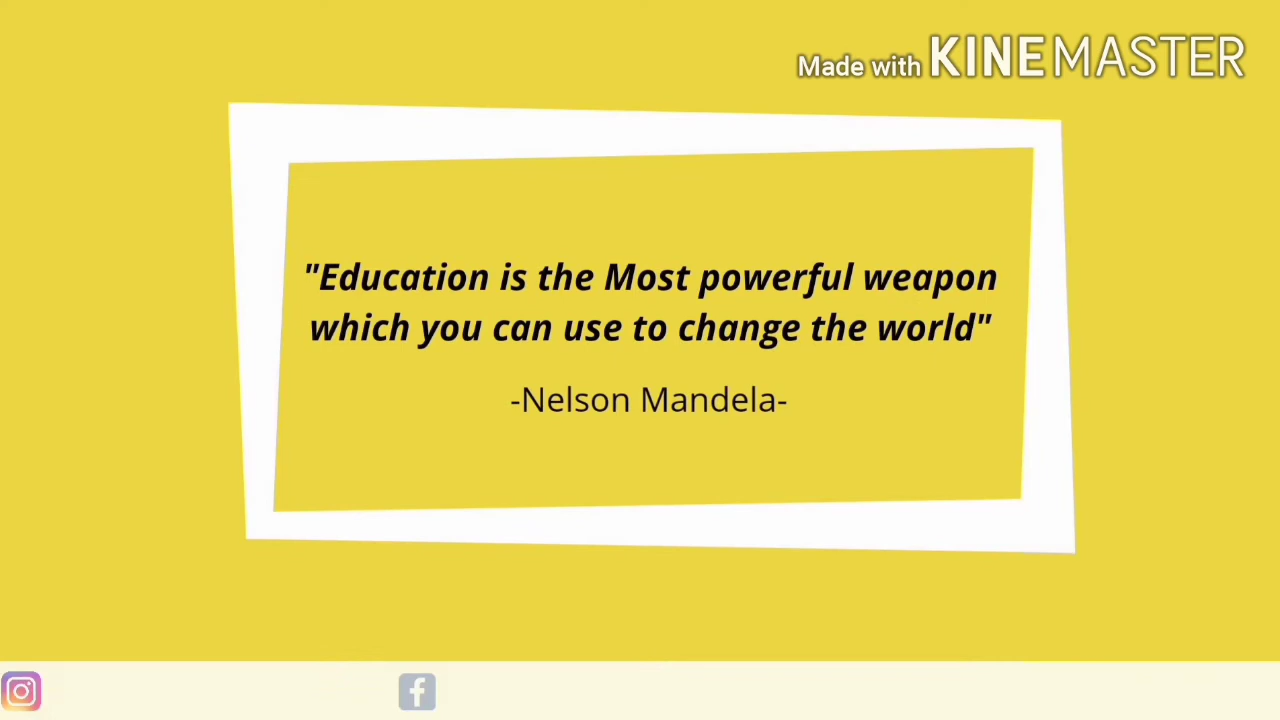 Made with KINEMASTER
"Education is the Most powerful weapon
which you can use to change the world"
-Nelson Mandela-